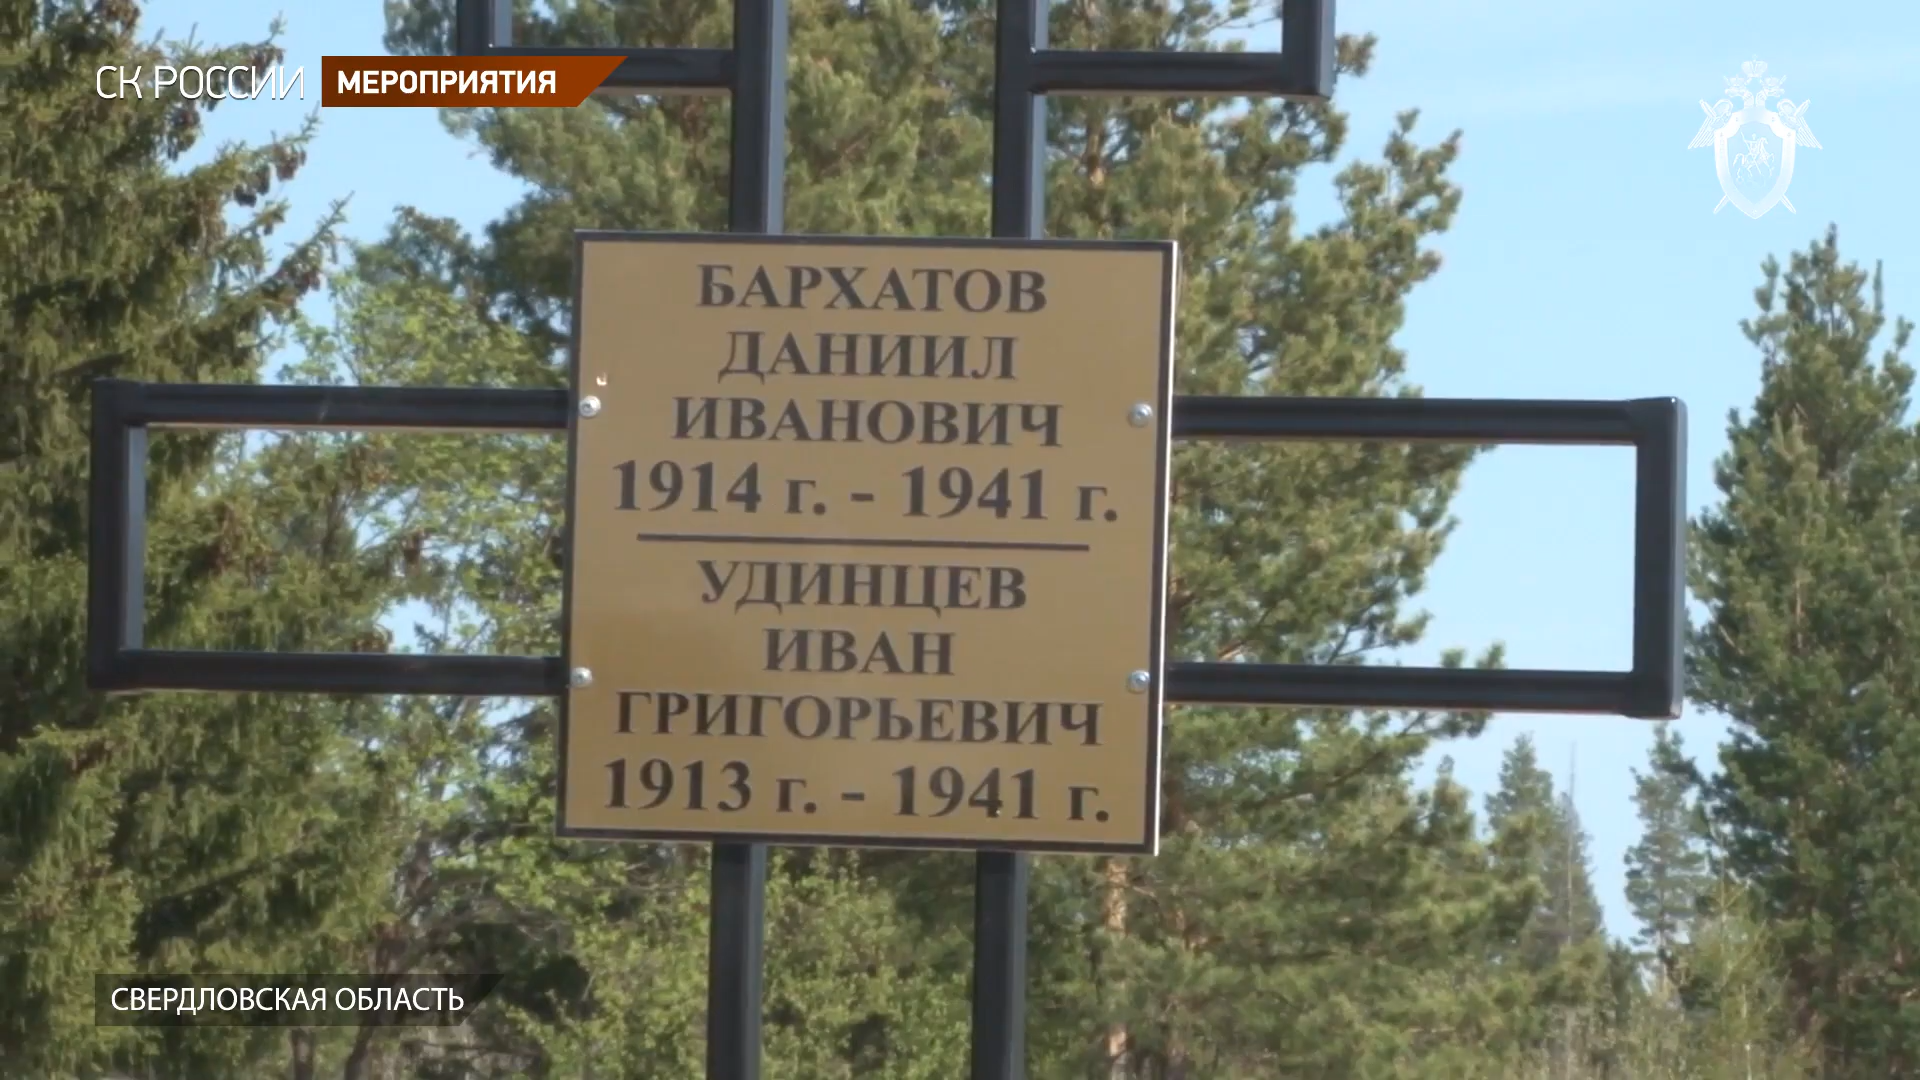 СК РОССИИ МЕРОПРИЯТИЯ
БАРХАТОВ
ДАНИИЛ
ИВАНОВИЧ
1914 г. - 1941 г.
УДИНЦЕВ
ИВАН
ГРИГОРЬЕВИЧ
1913 г. - 1941 г.
СВЕРДЛОВСКАЯ ОБЛАСТЬ